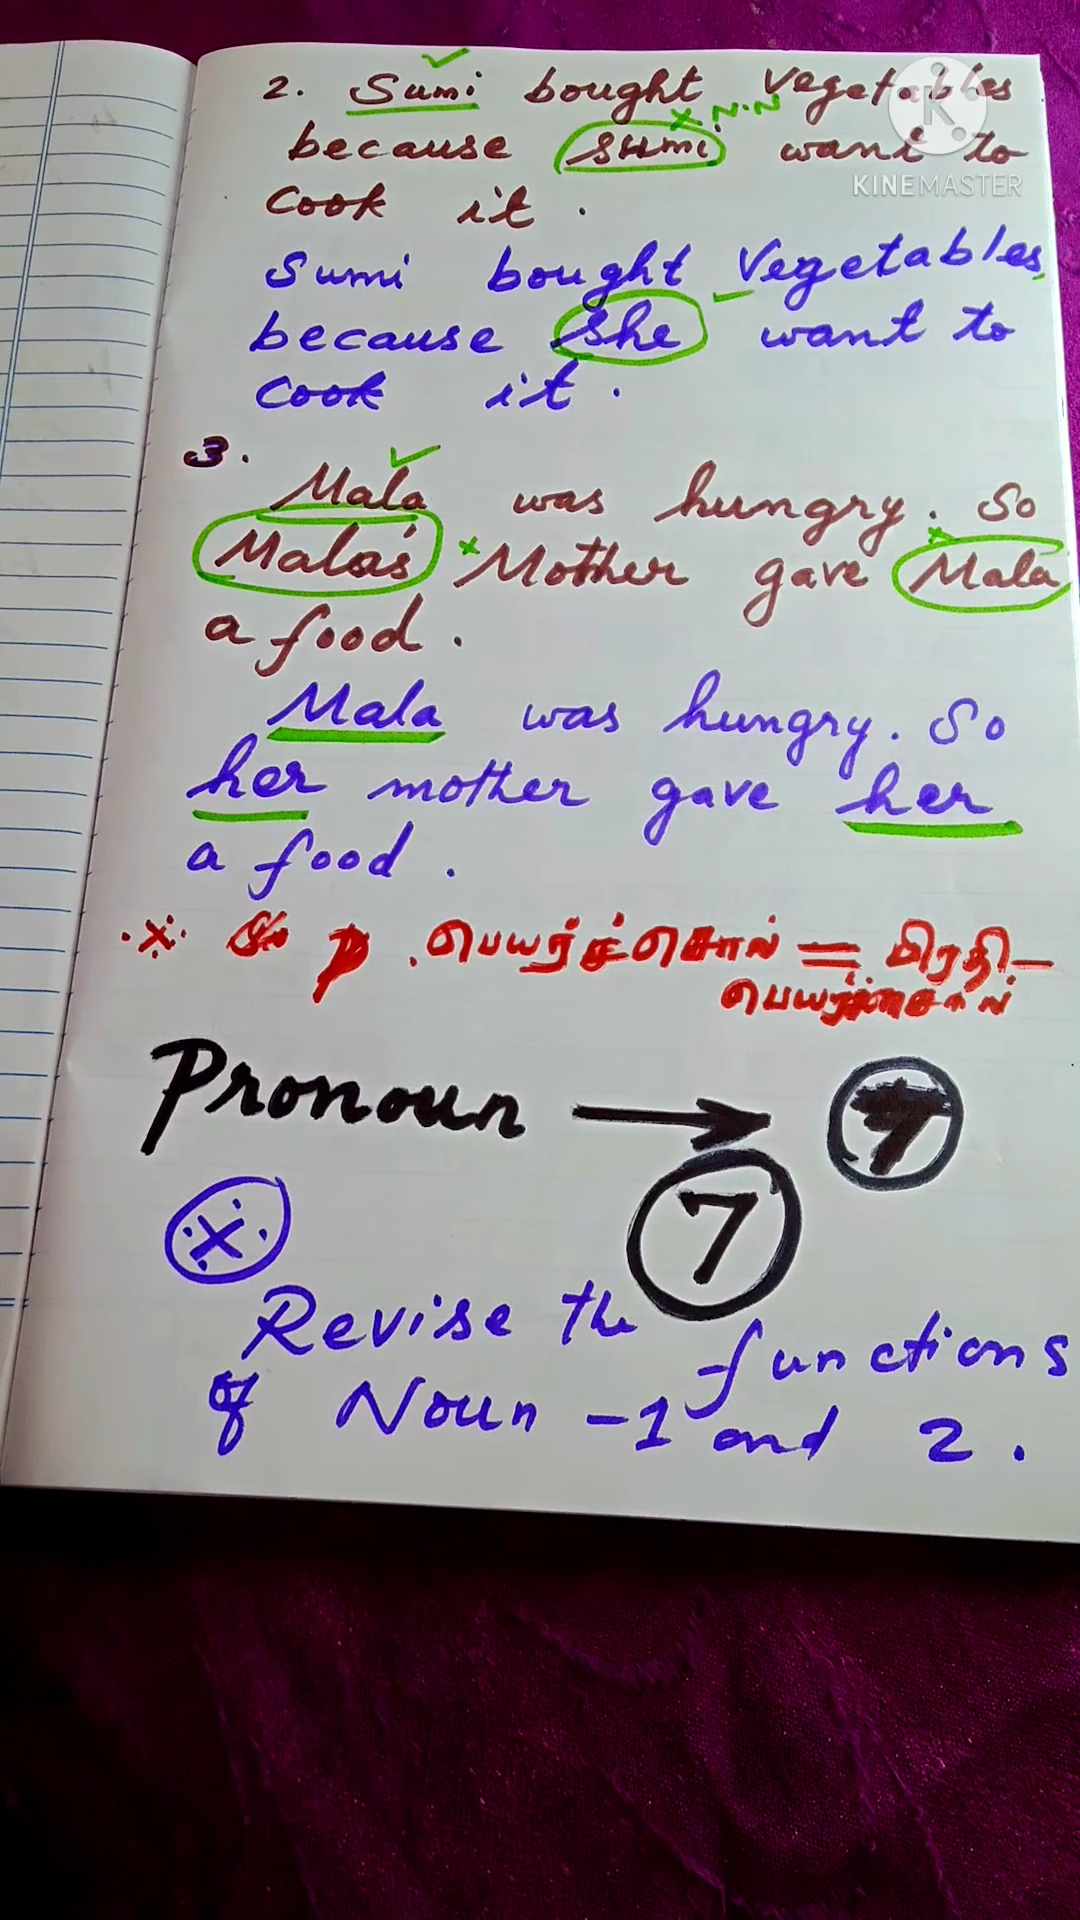 2. Sumi bought Vegetables
x N.N
because sumi want to
Cook it.
Sumi bought Vegetables,
because she want to
Cook it.
3.
Mala was hungry. So
Mala's x Mother gave x Mala
a food.
Mala was hungry. So
her mother gave her
a food.
பெயர்ச்சொல் = பிரதி-
பெயர்ச்சொல்
Pronoun → 7
7
Revise the functions
of Noun - 1 and 2.
K
KINEMASTER